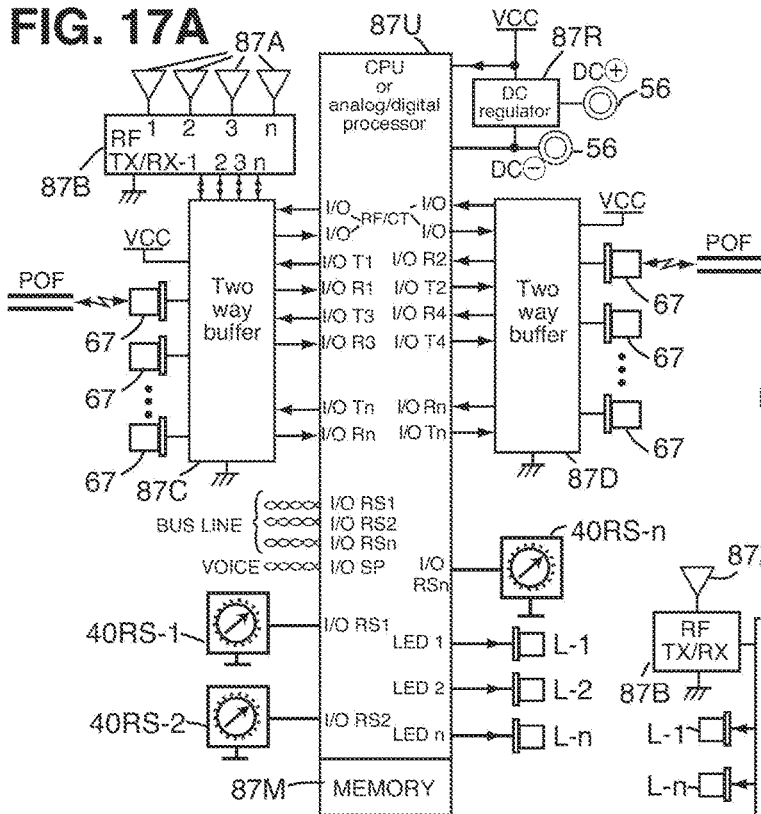 FIG. 17A
87A
87U
VCC
87R
CPU
or
analog/digital
processor
DC
regulator
DC+
56
DC−
56
1 2 3 n
RF
TX/RX-1 2 3 n
87B
I/O
RF/CT
I/O
I/O
I/O
VCC
VCC
POF
POF
Two
way
buffer
Two
way
buffer
I/O T1
I/O R2
I/O R1
I/O T2
I/O T3
I/O R4
I/O R3
I/O T4
I/O Tn
I/O Rn
I/O Rn
I/O Tn
67
67
67
67
67
67
87C
87D
BUS LINE
I/O RS1
I/O RS2
I/O RSn
VOICE
I/O SP
I/O
RSn
40RS-n
40RS-1
I/O RS1
LED 1
L-1
40RS-2
I/O RS2
LED 2
L-2
LED n
L-n
87M
MEMORY
RF
TX/RX
87B
L-1
L-n